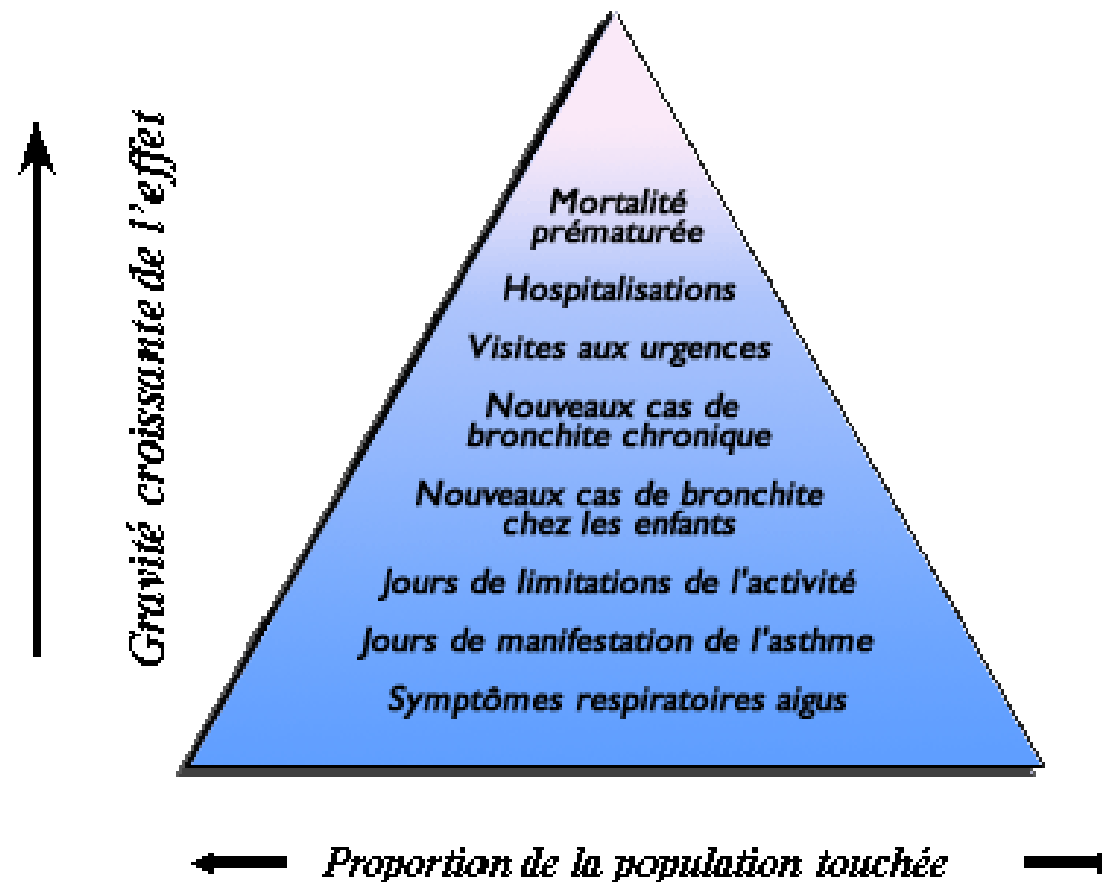 Gravité croissante de l'effet
Mortalité
prématurée
Hospitalisations
Visites aux urgences
Nouveaux cas de
bronchite chronique
Nouveaux cas de bronchite
chez les enfants
Jours de limitations de l'activité
Jours de manifestation de l'asthme
Symptômes respiratoires aigus
Proportion de la population touchée